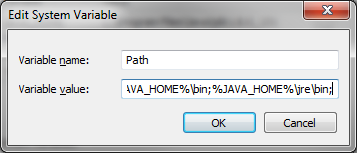 Edit System Variable
Variable name: Path
Variable value: AVA_HOME%\bin;%JAVA_HOME%\jre\bin;
OK Cancel